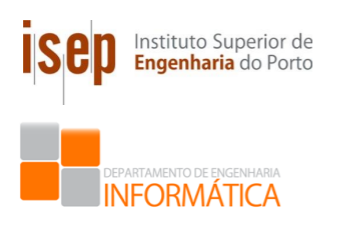 isep
Instituto Superior de
Engenharia do Porto
DEPARTAMENTO DE ENGENHARIA
INFORMÁTICA